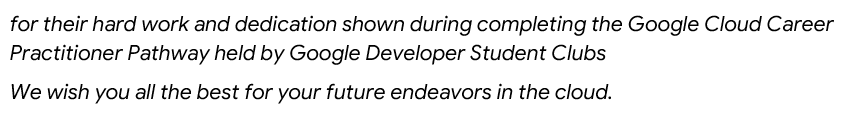 for their hard work and dedication shown during completing the Google Cloud Career
Practitioner Pathway held by Google Developer Student Clubs
We wish you all the best for your future endeavors in the cloud.